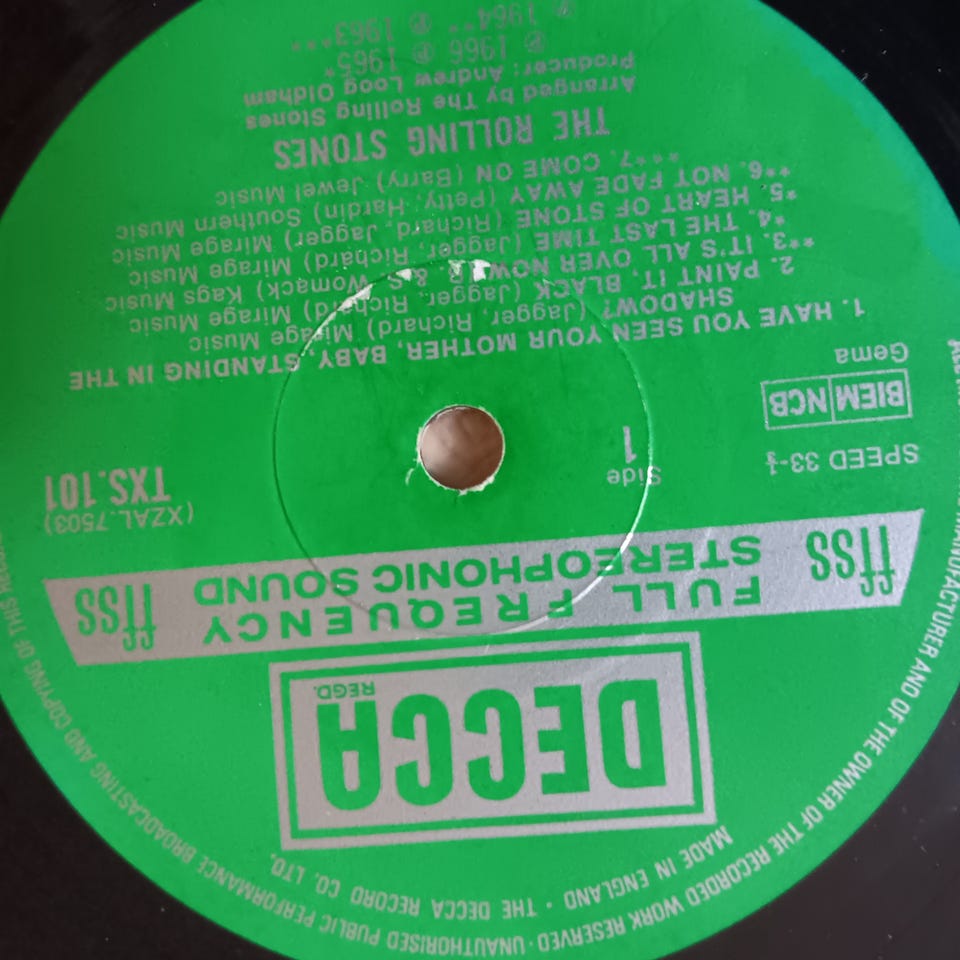 UNAUTHORISED PUBLIC PERFORMANCE BROADCASTING AND COPYING OF THIS
MANUFACTURER AND OF THE OWNER OF THE RECORDED WORK RESERVED ·
MADE IN ENGLAND · THE DECCA RECORD CO. LTD.
DECCA
REGD.
ffss FULL FREQUENCY ffss
STEREOPHONIC SOUND
(XZAL.7503)
SPEED 33-⅓ Side TXS.101
1
BIEM NCB
Gema
1. HAVE YOU SEEN YOUR MOTHER, BABY, STANDING IN THE
SHADOW? (Jagger, Richard) Mirage Music
2. PAINT IT, BLACK (Jagger, Richard) Mirage Music
**3. IT'S ALL OVER NOW (B. & S. Womack) Kags Music
*4. THE LAST TIME (Jagger, Richard) Mirage Music
*5. HEART OF STONE (Richard, Jagger) Mirage Music
**6. NOT FADE AWAY (Petty, Hardin) Southern Music
***7. COME ON (Barry) Jewel Music
THE ROLLING STONES
Arranged by The Rolling Stones
Producer: Andrew Loog Oldham
℗ 1966 ℗ 1965*
℗ 1964** ℗ 1963***